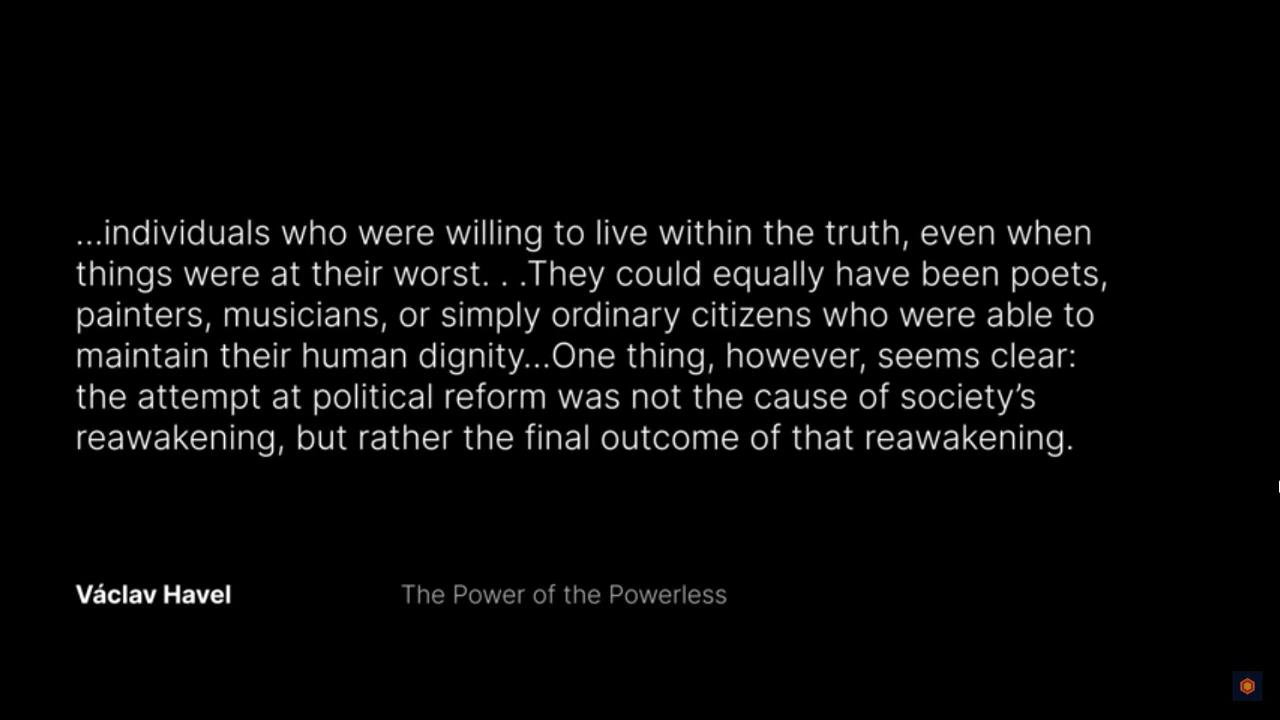 ...individuals who were willing to live within the truth, even when
things were at their worst. . .They could equally have been poets,
painters, musicians, or simply ordinary citizens who were able to
maintain their human dignity...One thing, however, seems clear:
the attempt at political reform was not the cause of society’s
reawakening, but rather the final outcome of that reawakening.
Václav Havel The Power of the Powerless